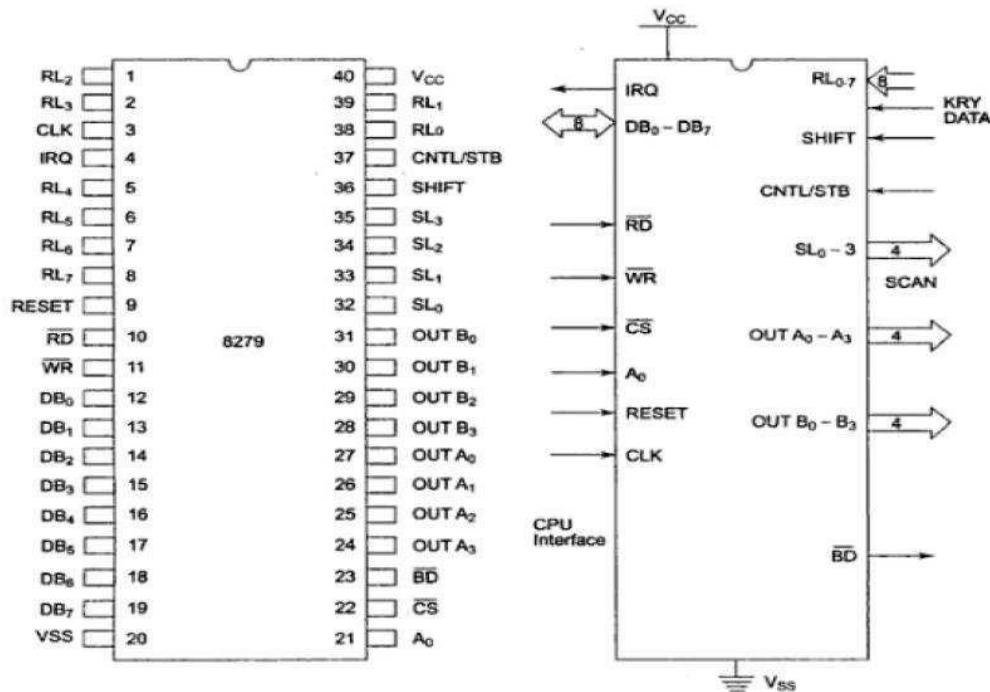 RL2 1 40 VCC
RL3 2 39 RL1
CLK 3 38 RL0
IRQ 4 37 CNTL/STB
RL4 5 36 SHIFT
RL5 6 35 SL3
RL6 7 34 SL2
RL7 8 33 SL1
RESET 9 32 SL0
RD 10 8279 31 OUT B0
WR 11 30 OUT B1
DB0 12 29 OUT B2
DB1 13 28 OUT B3
DB2 14 27 OUT A0
DB3 15 26 OUT A1
DB4 16 25 OUT A2
DB5 17 24 OUT A3
DB6 18 23 BD
DB7 19 22 CS
VSS 20 21 A0
VCC
IRQ RL0-7 8
8 DB0 – DB7 KRY
DATA
SHIFT
CNTL/STB
RD
SL0 – 3 4
WR SCAN
CS
OUT A0 – A3 4
A0
RESET
OUT B0 – B3 4
CLK
CPU
Interface
BD
VSS